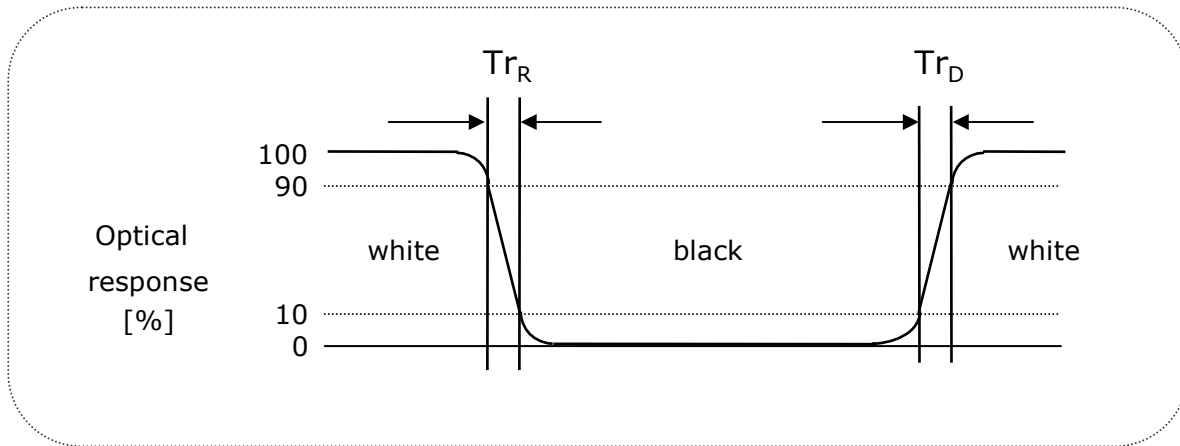 Tr_R Tr_D
100
90
Optical
response
[%]
white black white
10
0